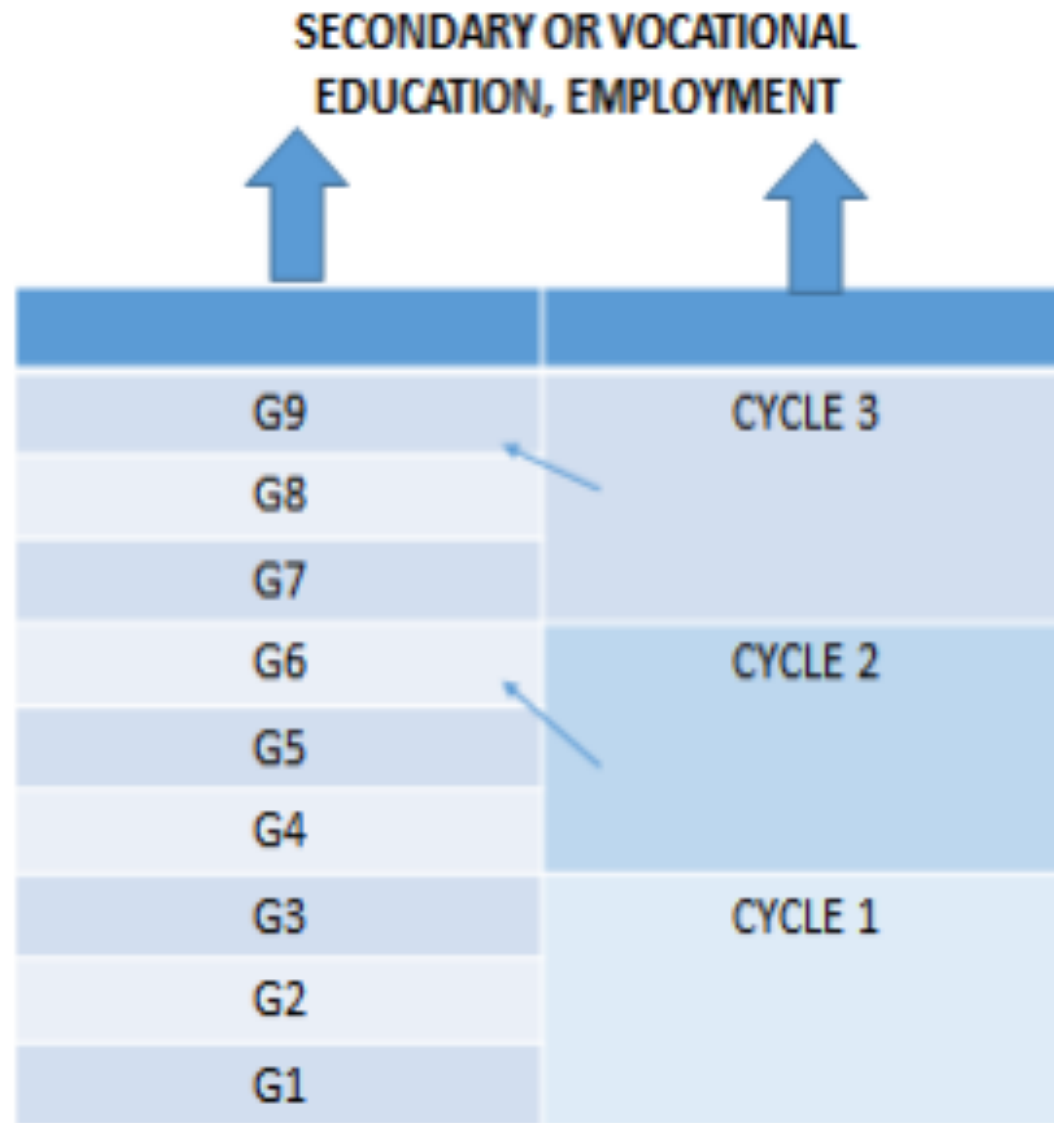 SECONDARY OR VOCATIONAL
EDUCATION, EMPLOYMENT
G9 CYCLE 3
G8
G7
G6 CYCLE 2
G5
G4
G3 CYCLE 1
G2
G1